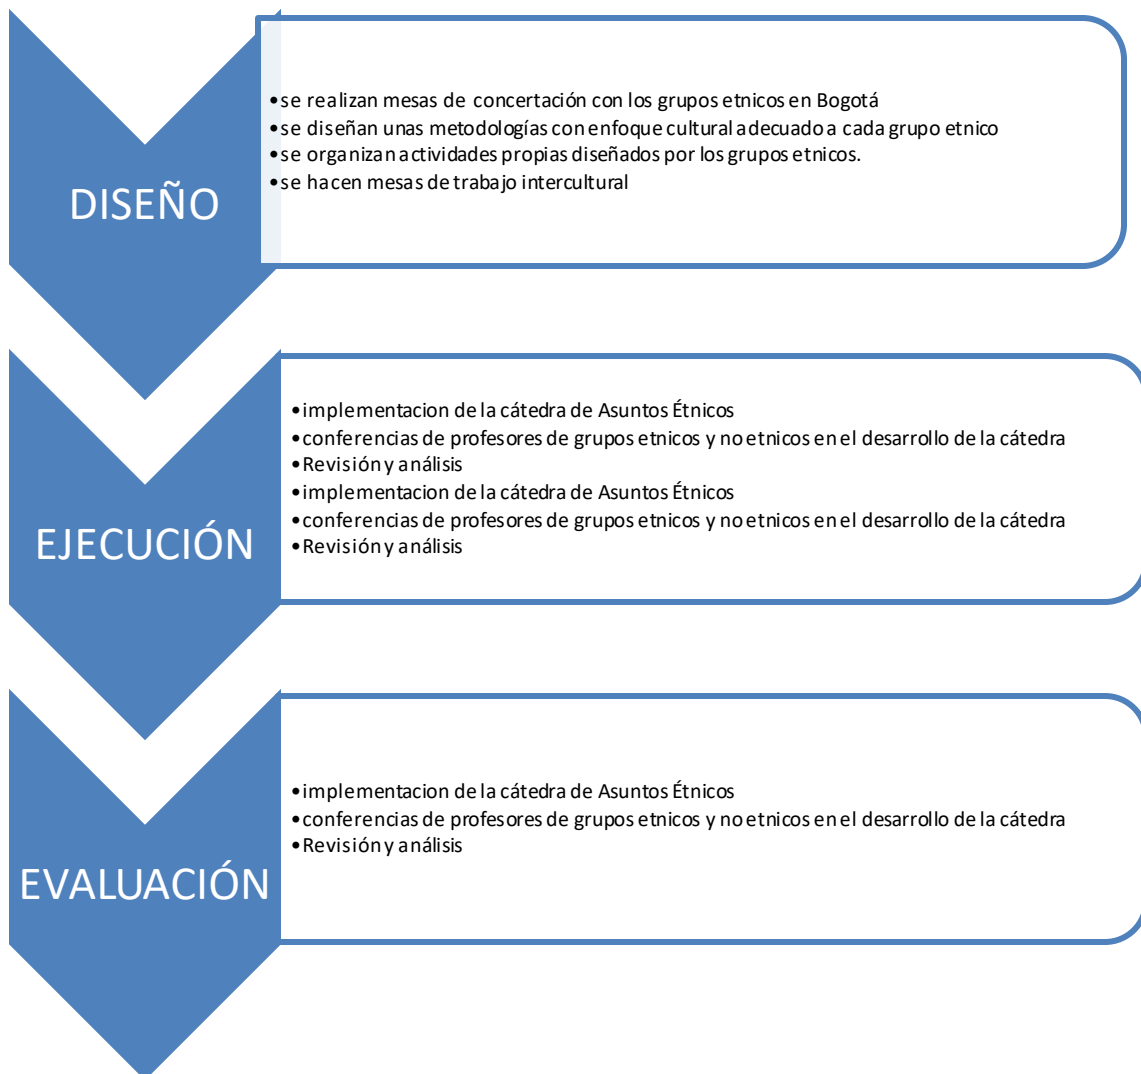 DISEÑO
•se realizan mesas de concertación con los grupos etnicos en Bogotá
•se diseñan unas metodologías con enfoque cultural adecuado a cada grupo etnico
•se organizan actividades propias diseñados por los grupos etnicos.
•se hacen mesas de trabajo intercultural
EJECUCIÓN
•implementacion de la cátedra de Asuntos Étnicos
•conferencias de profesores de grupos etnicos y no etnicos en el desarrollo de la cátedra
•Revisión y análisis
•implementacion de la cátedra de Asuntos Étnicos
•conferencias de profesores de grupos etnicos y no etnicos en el desarrollo de la cátedra
•Revisión y análisis
EVALUACIÓN
•implementacion de la cátedra de Asuntos Étnicos
•conferencias de profesores de grupos etnicos y no etnicos en el desarrollo de la cátedra
•Revisión y análisis